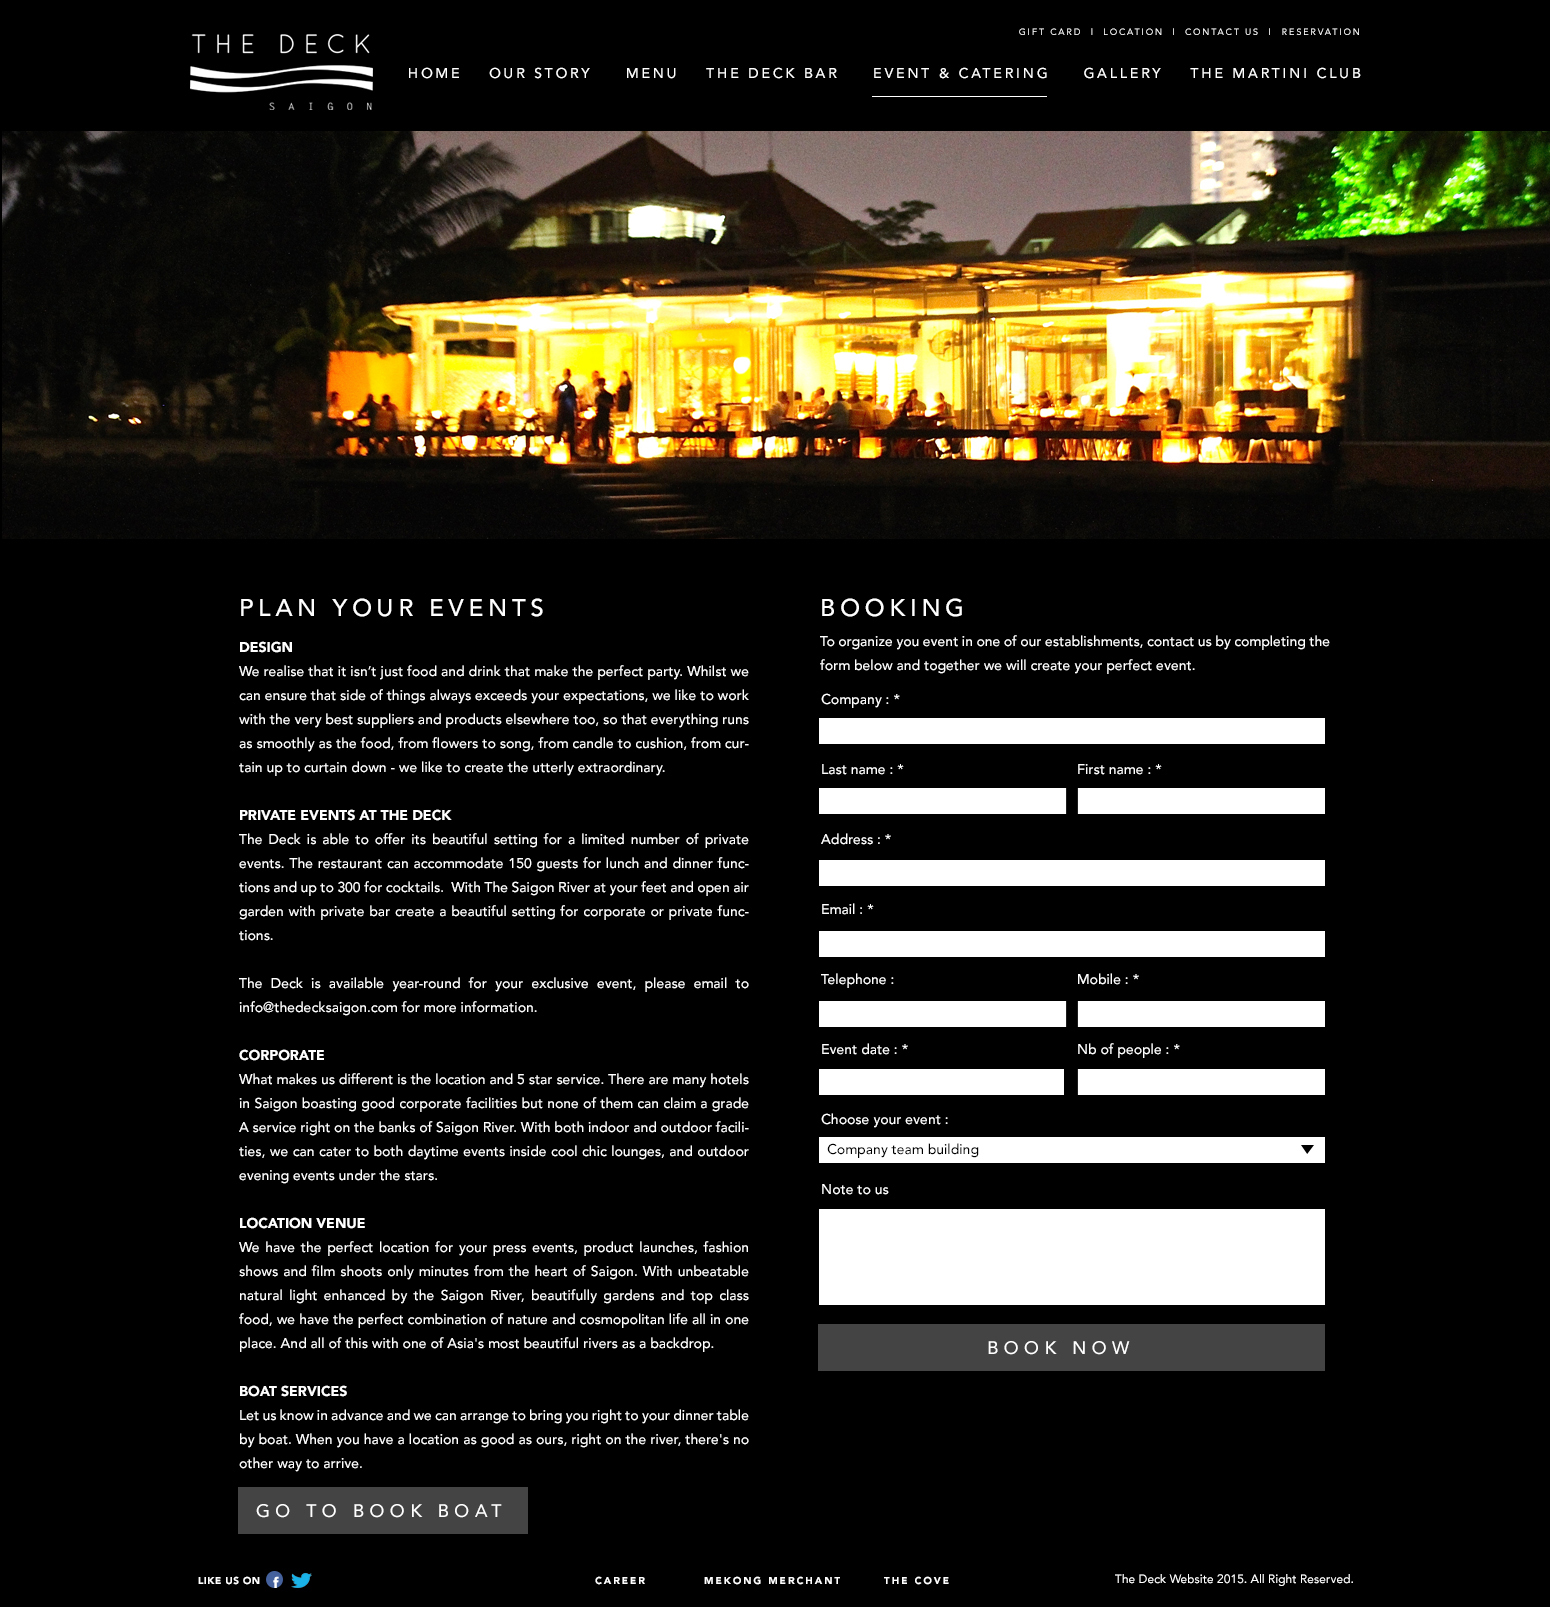 THE DECK
SAIGON
GIFT CARD | LOCATION | CONTACT US | RESERVATION
HOME OUR STORY MENU THE DECK BAR EVENT & CATERING GALLERY THE MARTINI CLUB
PLAN YOUR EVENTS
DESIGN
We realise that it isn’t just food and drink that make the perfect party. Whilst we
can ensure that side of things always exceeds your expectations, we like to work
with the very best suppliers and products elsewhere too, so that everything runs
as smoothly as the food, from flowers to song, from candle to cushion, from cur-
tain up to curtain down - we like to create the utterly extraordinary.
PRIVATE EVENTS AT THE DECK
The Deck is able to offer its beautiful setting for a limited number of private
events. The restaurant can accommodate 150 guests for lunch and dinner func-
tions and up to 300 for cocktails. With The Saigon River at your feet and open air
garden with private bar create a beautiful setting for corporate or private func-
tions.
The Deck is available year-round for your exclusive event, please email to
info@thedecksaigon.com for more information.
CORPORATE
What makes us different is the location and 5 star service. There are many hotels
in Saigon boasting good corporate facilities but none of them can claim a grade
A service right on the banks of Saigon River. With both indoor and outdoor facili-
ties, we can cater to both daytime events inside cool chic lounges, and outdoor
evening events under the stars.
LOCATION VENUE
We have the perfect location for your press events, product launches, fashion
shows and film shoots only minutes from the heart of Saigon. With unbeatable
natural light enhanced by the Saigon River, beautifully gardens and top class
food, we have the perfect combination of nature and cosmopolitan life all in one
place. And all of this with one of Asia's most beautiful rivers as a backdrop.
BOAT SERVICES
Let us know in advance and we can arrange to bring you right to your dinner table
by boat. When you have a location as good as ours, right on the river, there's no
other way to arrive.
GO TO BOOK BOAT
BOOKING
To organize you event in one of our establishments, contact us by completing the
form below and together we will create your perfect event.
Company : *
Last name : * First name : *
Address : *
Email : *
Telephone : Mobile : *
Event date : * Nb of people : *
Choose your event :
Company team building
Note to us
BOOK NOW
LIKE US ON
CAREER MEKONG MERCHANT THE COVE
The Deck Website 2015. All Right Reserved.